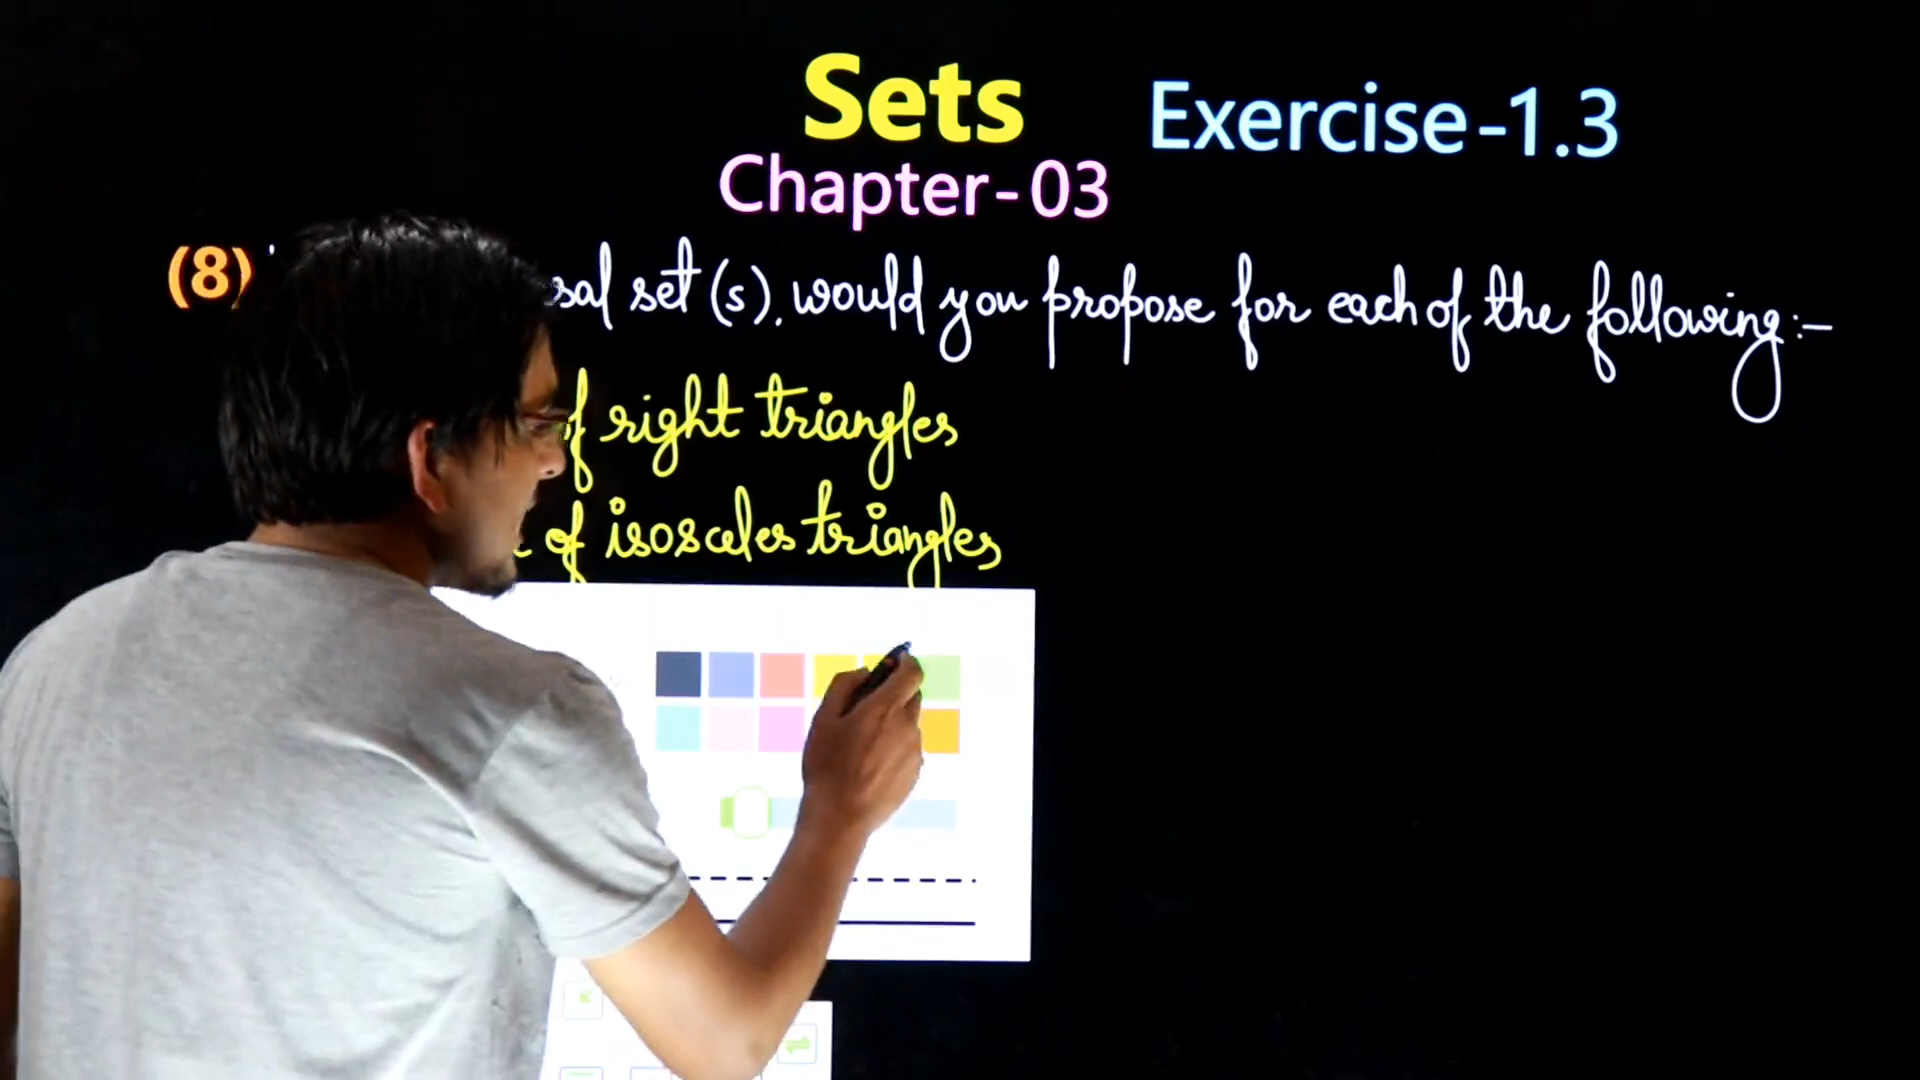 Sets Exercise-1.3
Chapter-03
(8) set (s). would you propose for each of the following:-
of right triangles
of isosceles triangles